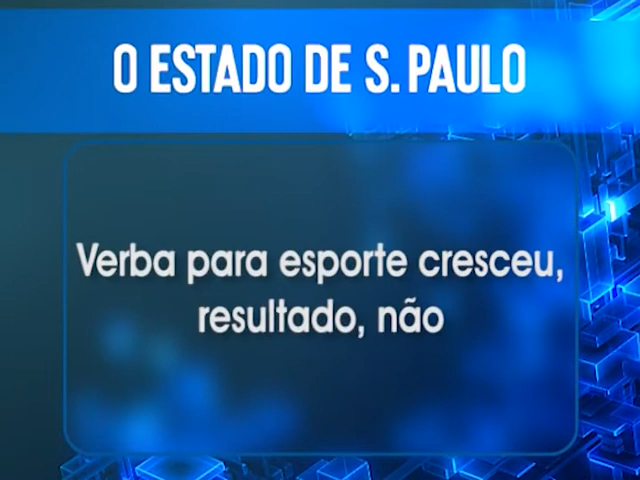 O ESTADO DE S. PAULO
Verba para esporte cresceu,
resultado, não